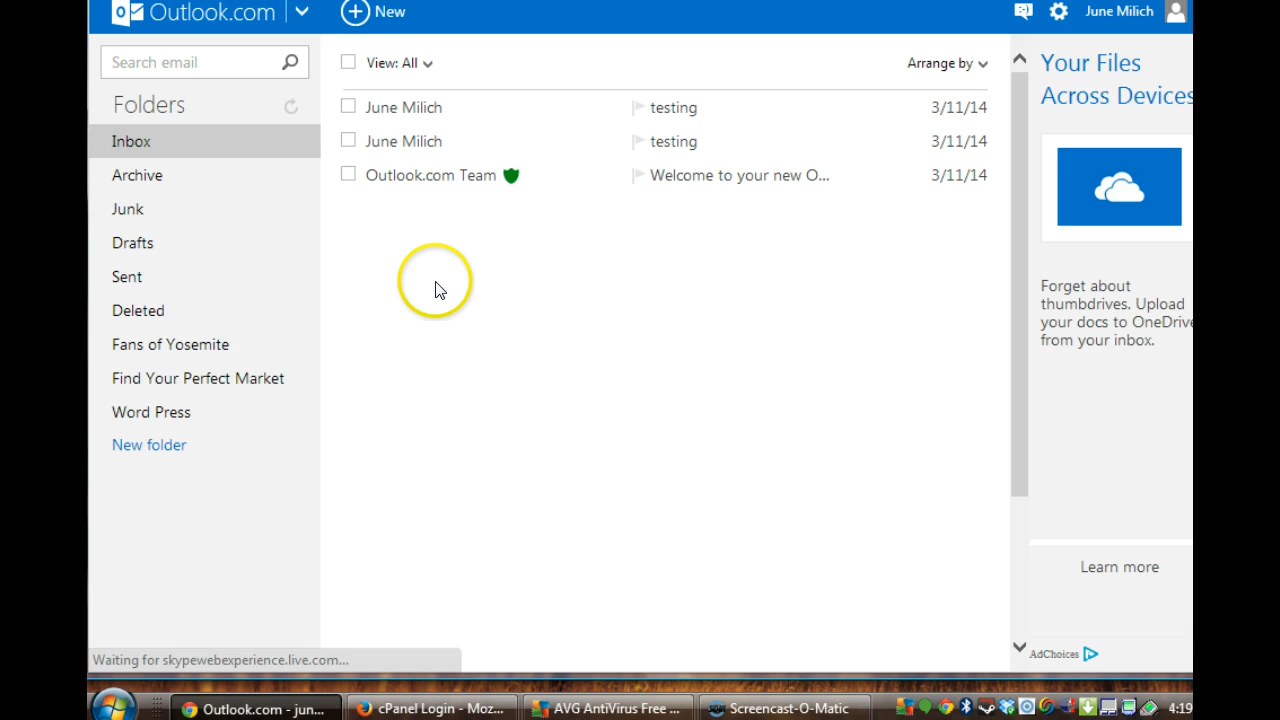 Outlook.com
New
June Milich
Search email
View: All
Arrange by
Folders
Inbox
Archive
Junk
Drafts
Sent
Deleted
Fans of Yosemite
Find Your Perfect Market
Word Press
New folder
June Milich testing 3/11/14
June Milich testing 3/11/14
Outlook.com Team Welcome to your new O... 3/11/14
Your Files
Across Devices
Forget about
thumbdrives. Upload
your docs to OneDrive
from your inbox.
Learn more
AdChoices
Waiting for skypewebexperience.live.com...
Outlook.com - jun...
cPanel Login - Moz...
AVG AntiVirus Free ...
Screencast-O-Matic
4:19